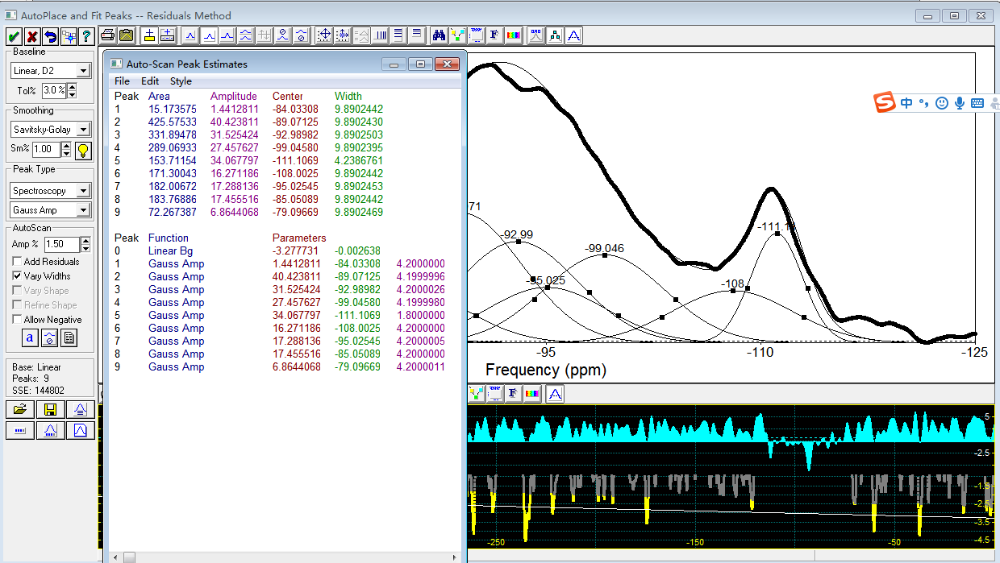 AutoPlace and Fit Peaks -- Residuals Method
Baseline
Linear, D2
Tol% 3.0 %
Smoothing
Savitsky-Golay
Sm% 1.00
Peak Type
Spectroscopy
Gauss Amp
AutoScan
Amp % 1.50
Add Residuals
Vary Widths
Vary Shape
Refine Shape
Allow Negative
a
Base: Linear
Peaks: 9
SSE: 144802
Auto-Scan Peak Estimates
File Edit Style
Peak Area Amplitude Center Width
1 15.173575 1.4412811 -84.03308 9.8902442
2 425.57533 40.423811 -89.07125 9.8902430
3 331.89478 31.525424 -92.98982 9.8902503
4 289.06933 27.457627 -99.04580 9.8902395
5 153.71154 34.067797 -111.1069 4.2386761
6 171.30043 16.271186 -108.0025 9.8902442
7 182.00672 17.288136 -95.02545 9.8902453
8 183.76886 17.455516 -85.05089 9.8902442
9 72.267387 6.8644068 -79.09669 9.8902469
Peak Function Parameters
0 Linear Bg -3.277731 -0.002638
1 Gauss Amp 1.4412811 -84.03308 4.2000000
2 Gauss Amp 40.423811 -89.07125 4.1999996
3 Gauss Amp 31.525424 -92.98982 4.2000026
4 Gauss Amp 27.457627 -99.04580 4.1999980
5 Gauss Amp 34.067797 -111.1069 1.8000000
6 Gauss Amp 16.271186 -108.0025 4.2000000
7 Gauss Amp 17.288136 -95.02545 4.2000005
8 Gauss Amp 17.455516 -85.05089 4.2000000
9 Gauss Amp 6.8644068 -79.09669 4.2000011
中
71
-92.99
-99.046
-95.025
-108
-95 -110 -125
Frequency (ppm)
5
-2.5
-1.5
-2.5
-3.5
-4.5
-250 -150 -50